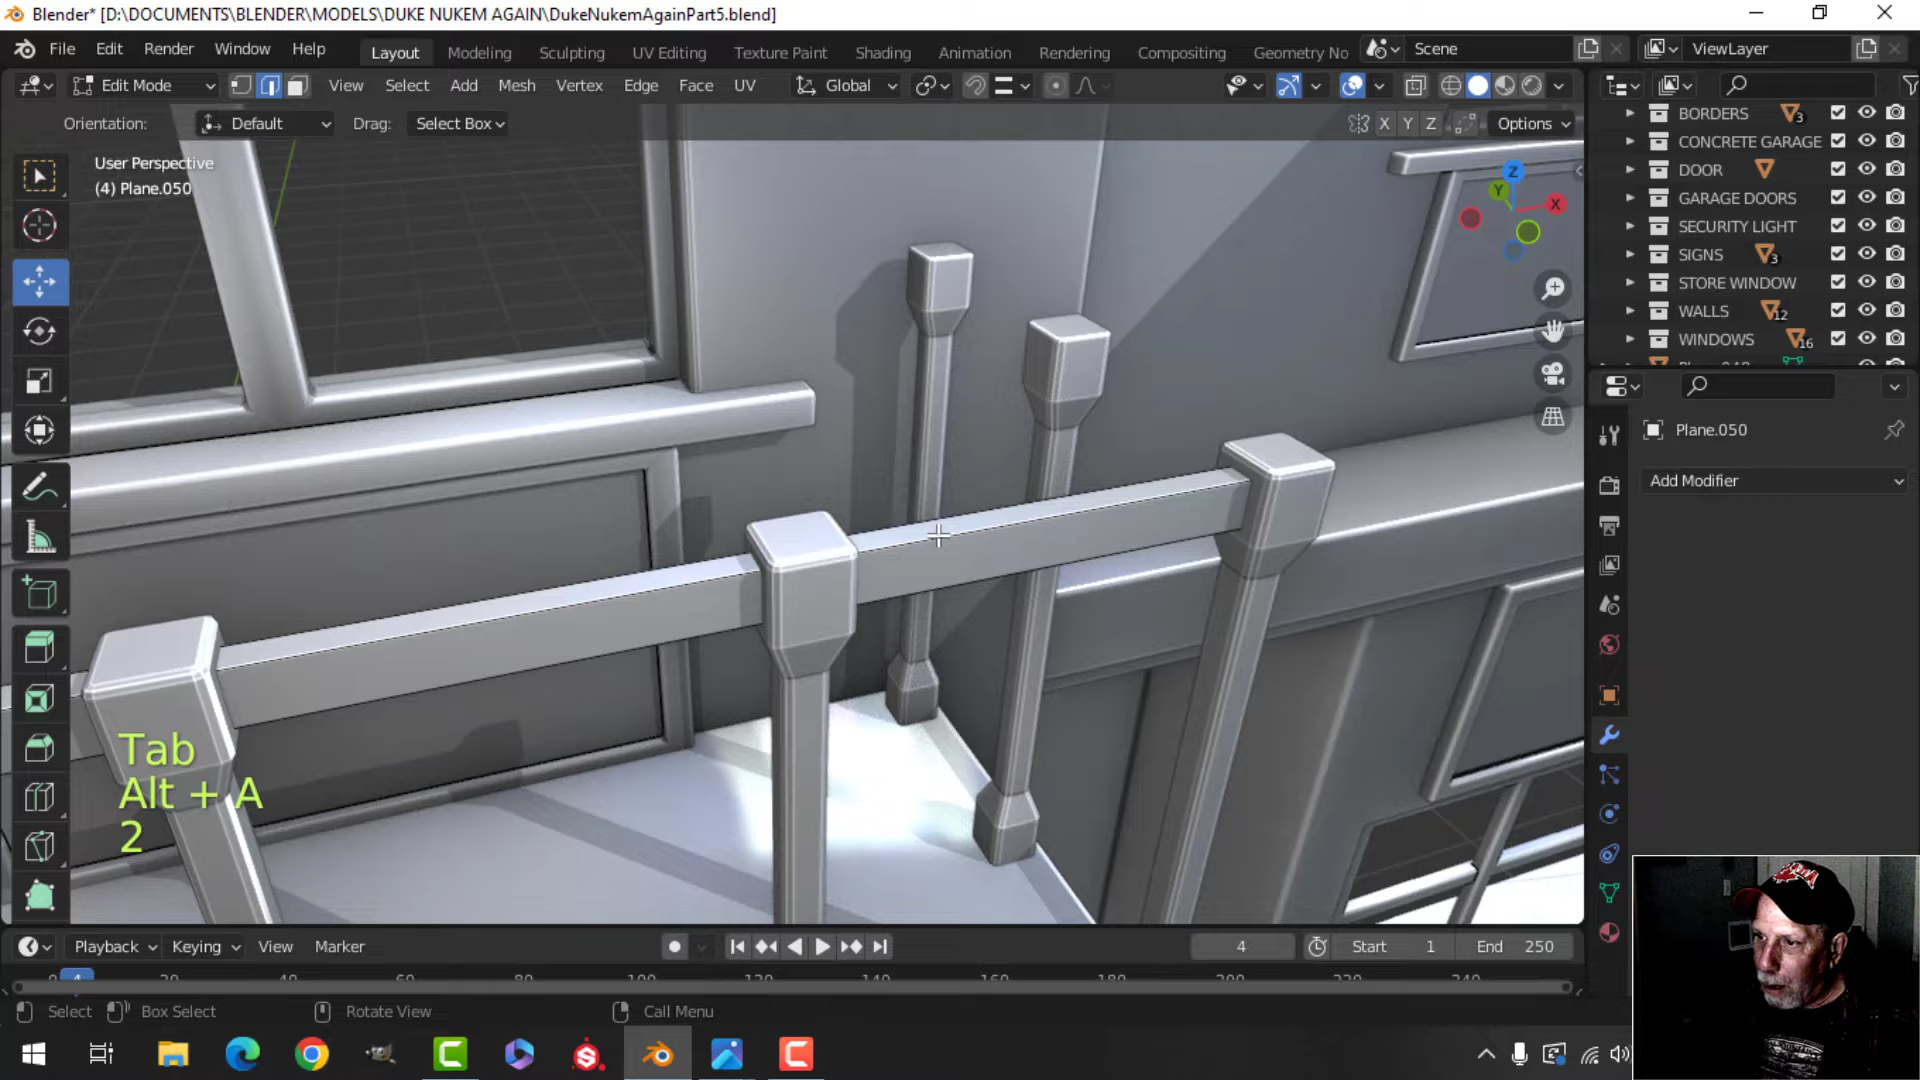 Blender* [D:\DOCUMENTS\BLENDER\MODELS\DUKE NUKEM AGAIN\DukeNukemAgainPart5.blend]
File Edit Render Window Help Layout Modeling Sculpting UV Editing Texture Paint Shading Animation Rendering Compositing Geometry No Scene ViewLayer
Edit Mode View Select Add Mesh Vertex Edge Face UV Global
Orientation: Default Drag: Select Box X Y Z Options
User Perspective
(4) Plane.050
Z
Y
X
BORDERS 3
CONCRETE GARAGE
DOOR
GARAGE DOORS
SECURITY LIGHT
SIGNS 3
STORE WINDOW
WALLS 12
WINDOWS 16
Plane.050
Add Modifier
Tab
Alt + A
2
Playback Keying View Marker 4 Start 1 End 250
Select Box Select Rotate View Call Menu